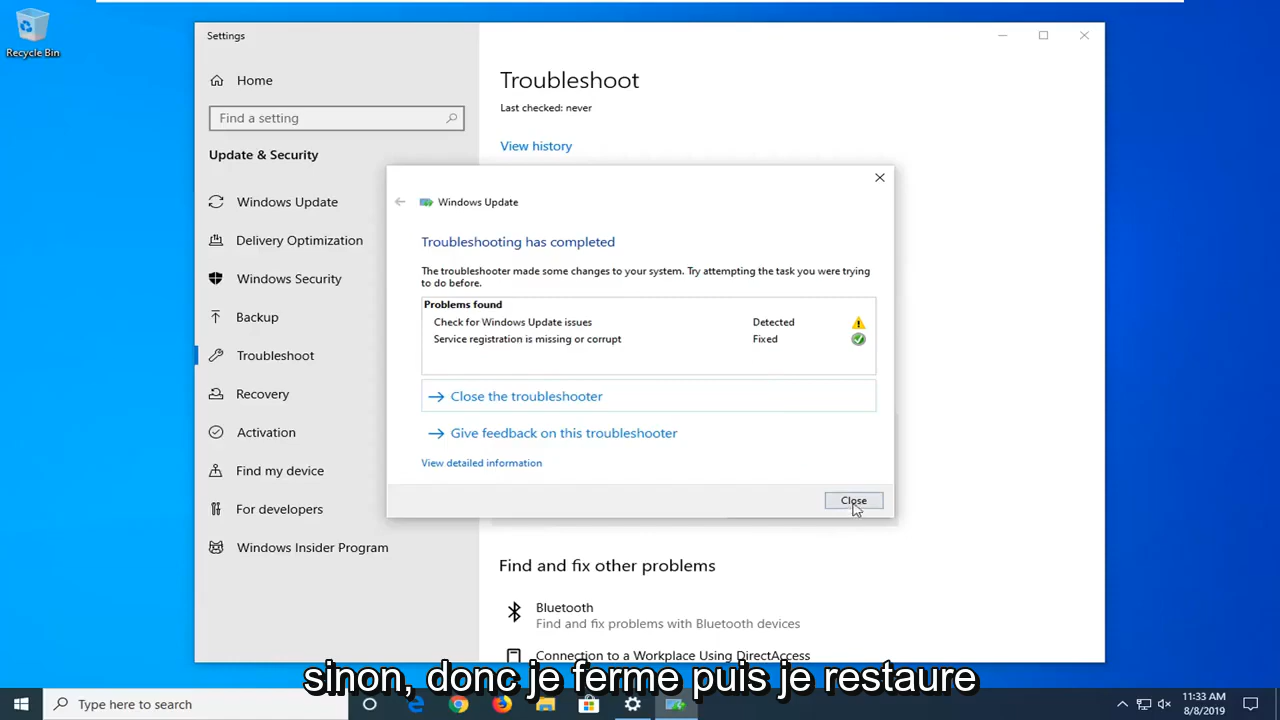 Recycle Bin
Settings
Home
Find a setting
Update & Security
Windows Update
Delivery Optimization
Windows Security
Backup
Troubleshoot
Recovery
Activation
Find my device
For developers
Windows Insider Program
Troubleshoot
Last checked: never
View history
Windows Update
Troubleshooting has completed
The troubleshooter made some changes to your system. Try attempting the task you were trying
to do before.
Problems found
Check for Windows Update issues Detected
Service registration is missing or corrupt Fixed
Close the troubleshooter
Give feedback on this troubleshooter
View detailed information
Close
Find and fix other problems
Bluetooth
Find and fix problems with Bluetooth devices
Connection to a Workplace Using DirectAccess
sinon, donc je ferme puis je restaure
Type here to search
11:33 AM
8/8/2019